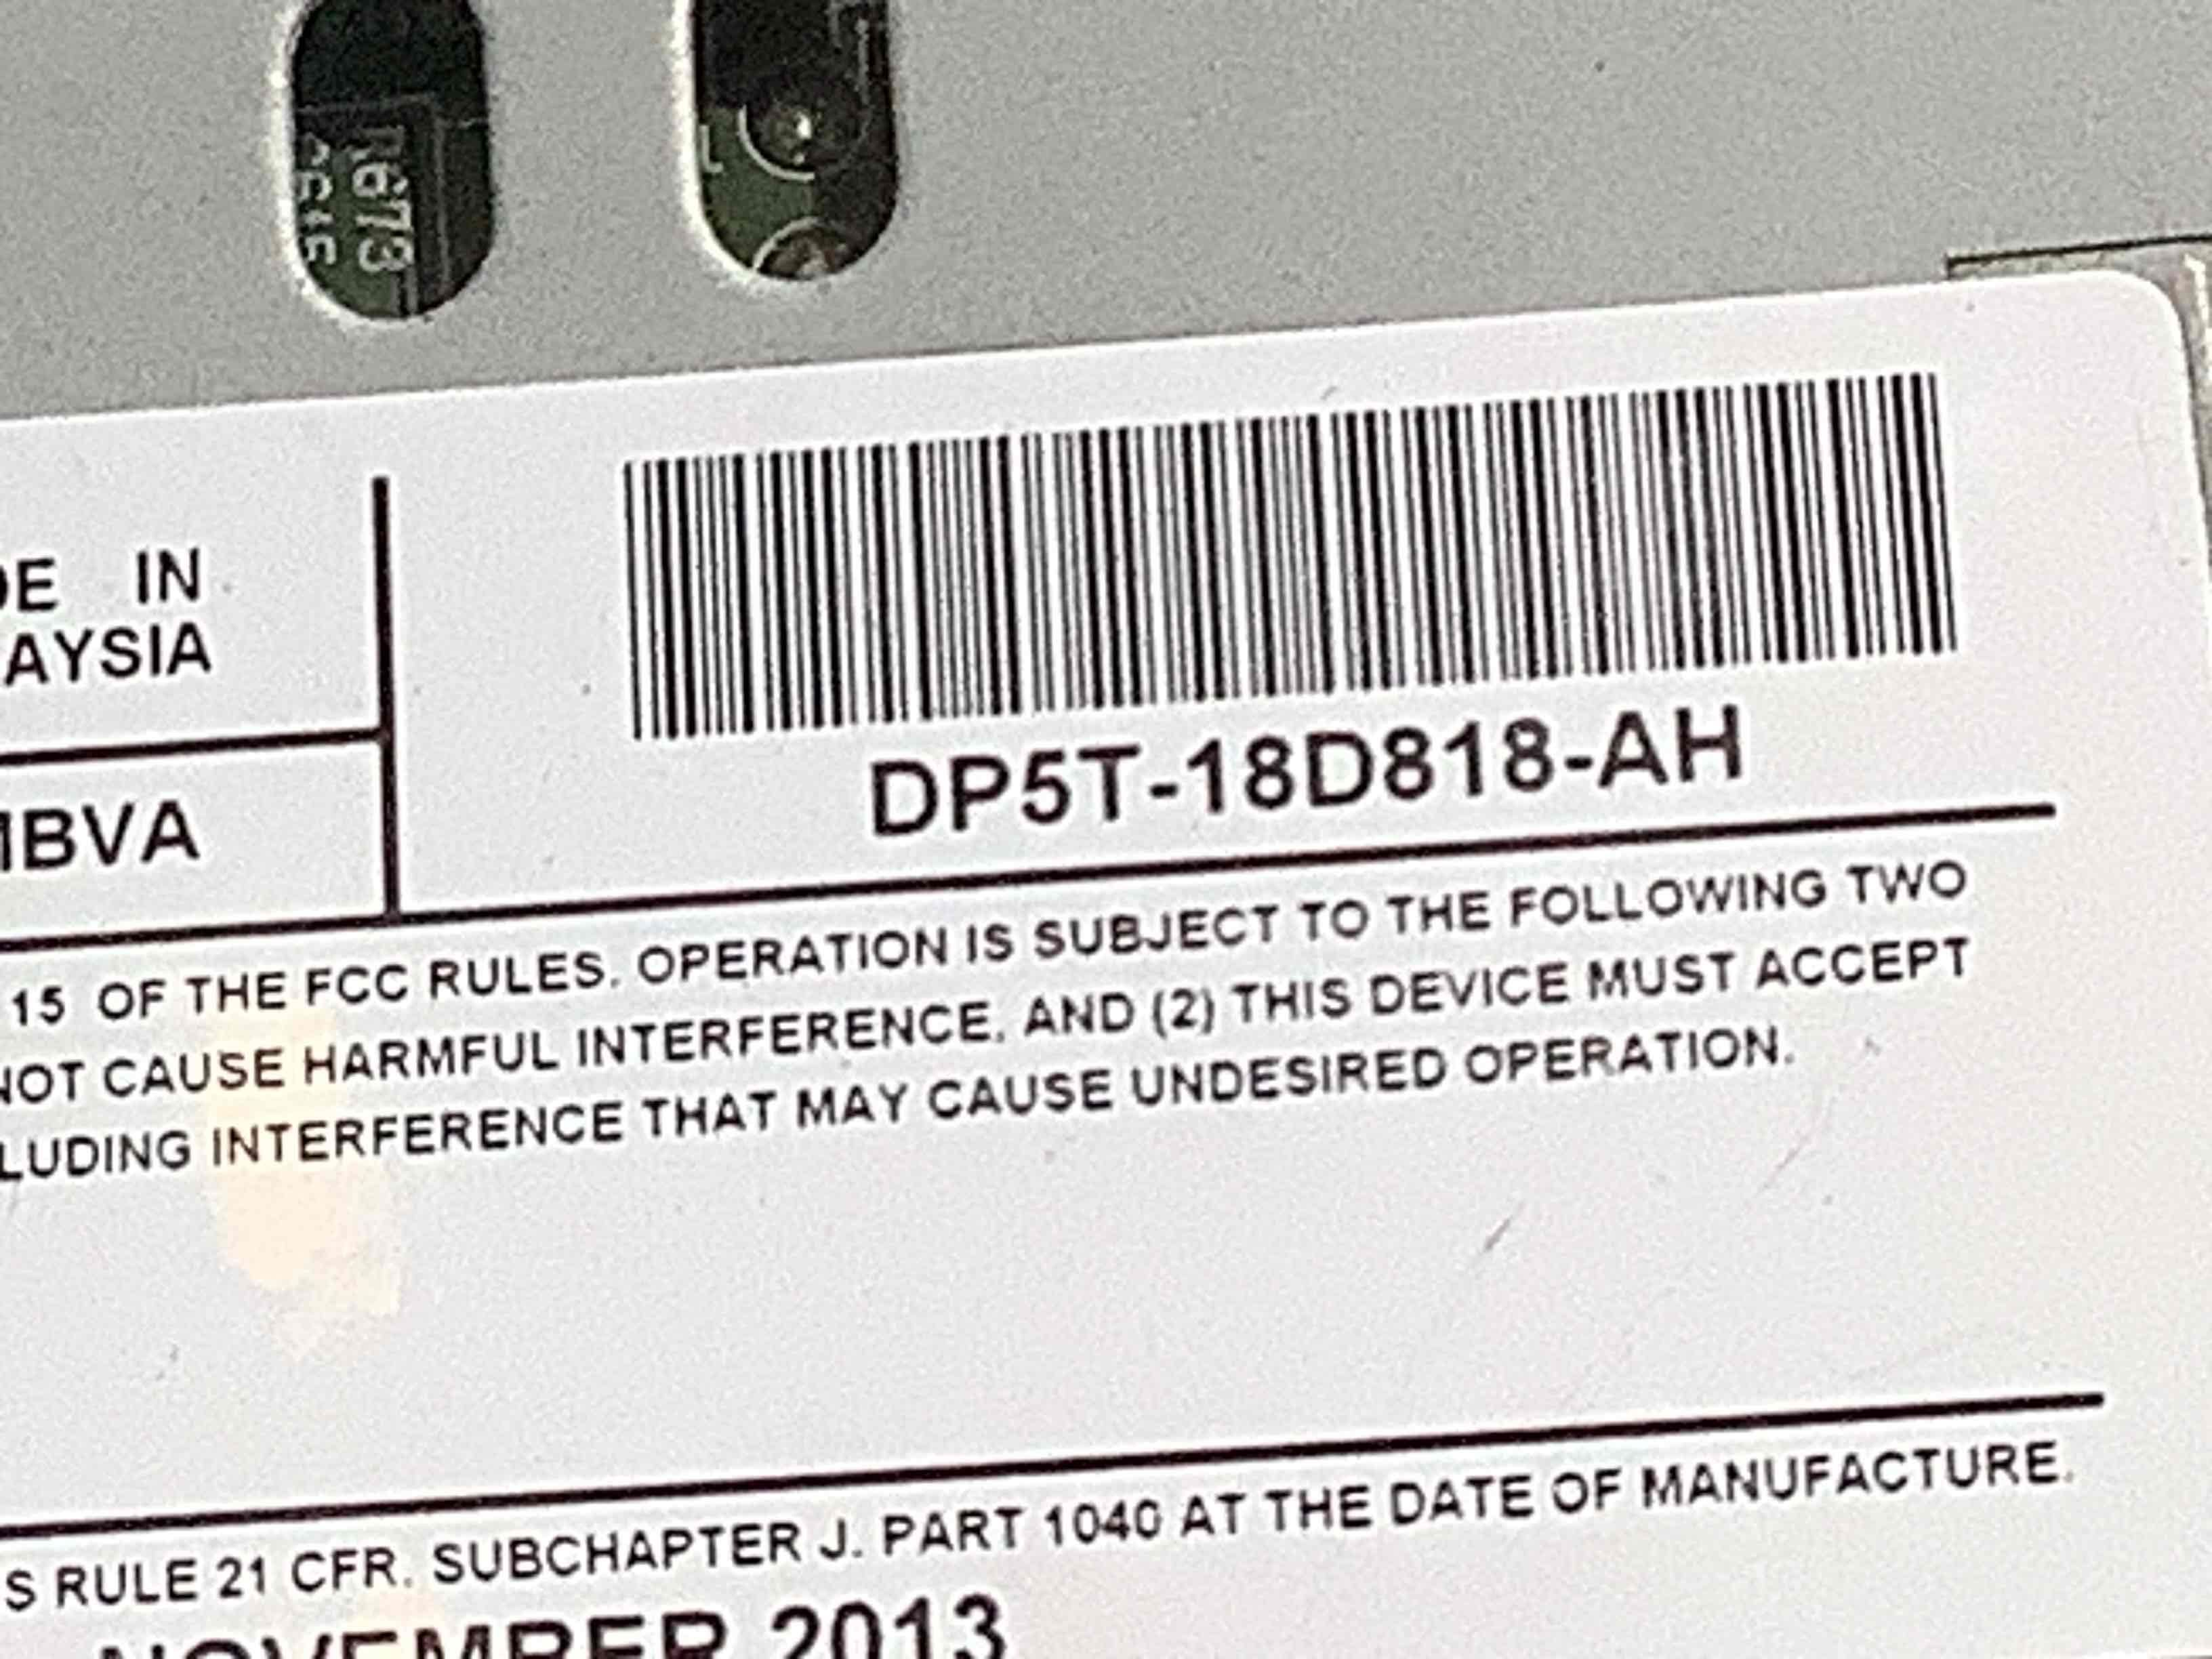 R673
DE IN
AYSIA
DP5T-18D818-AH
IBVA
15 OF THE FCC RULES. OPERATION IS SUBJECT TO THE FOLLOWING TWO
NOT CAUSE HARMFUL INTERFERENCE, AND (2) THIS DEVICE MUST ACCEPT
LUDING INTERFERENCE THAT MAY CAUSE UNDESIRED OPERATION.
S RULE 21 CFR. SUBCHAPTER J. PART 1040 AT THE DATE OF MANUFACTURE.
NOVEMBER 2013